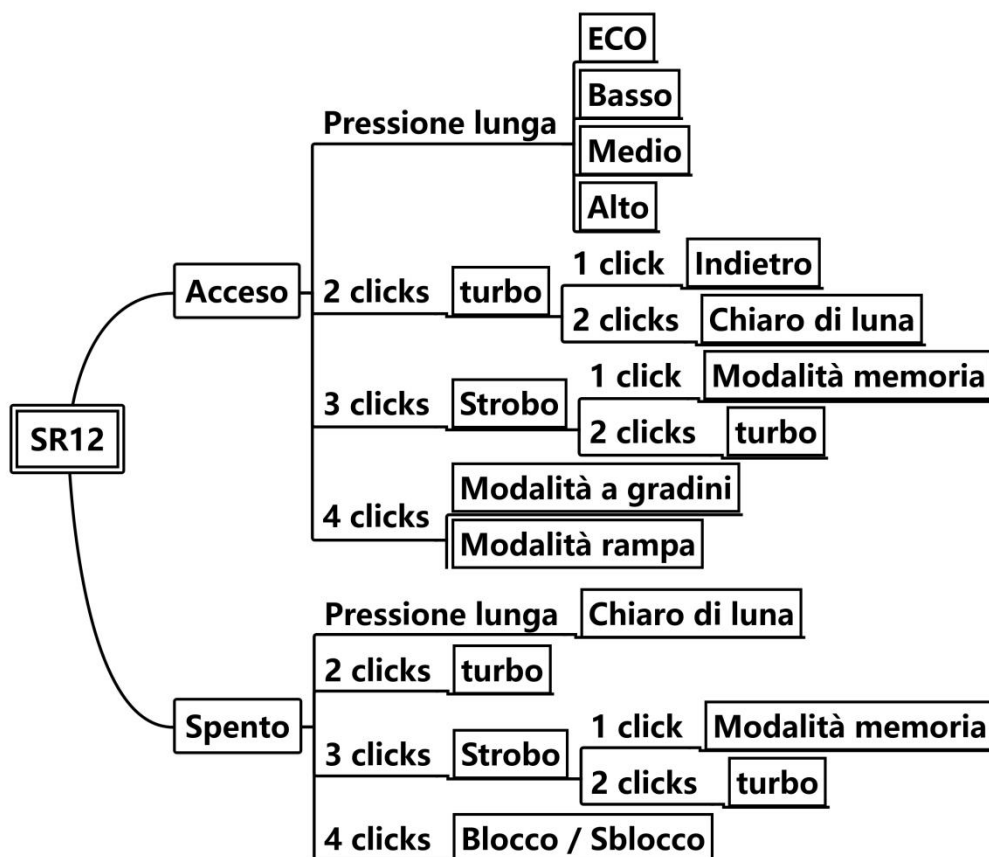 SR12
Acceso
Pressione lunga
ECO
Basso
Medio
Alto
2 clicks turbo
1 click Indietro
2 clicks Chiaro di luna
3 clicks Strobo
1 click Modalità memoria
2 clicks turbo
4 clicks
Modalità a gradini
Modalità rampa
Spento
Pressione lunga Chiaro di luna
2 clicks turbo
3 clicks Strobo
1 click Modalità memoria
2 clicks turbo
4 clicks Blocco / Sblocco